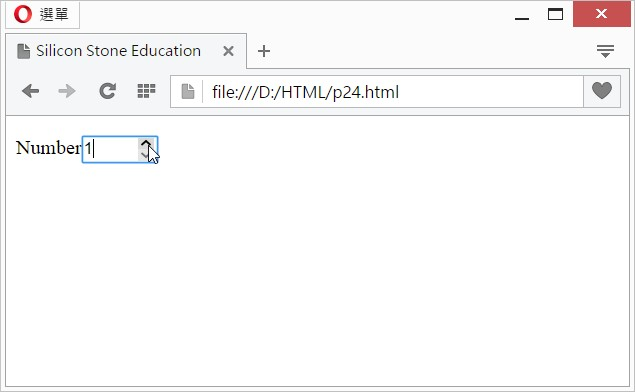 選單
Silicon Stone Education
file:///D:/HTML/p24.html
Number 1